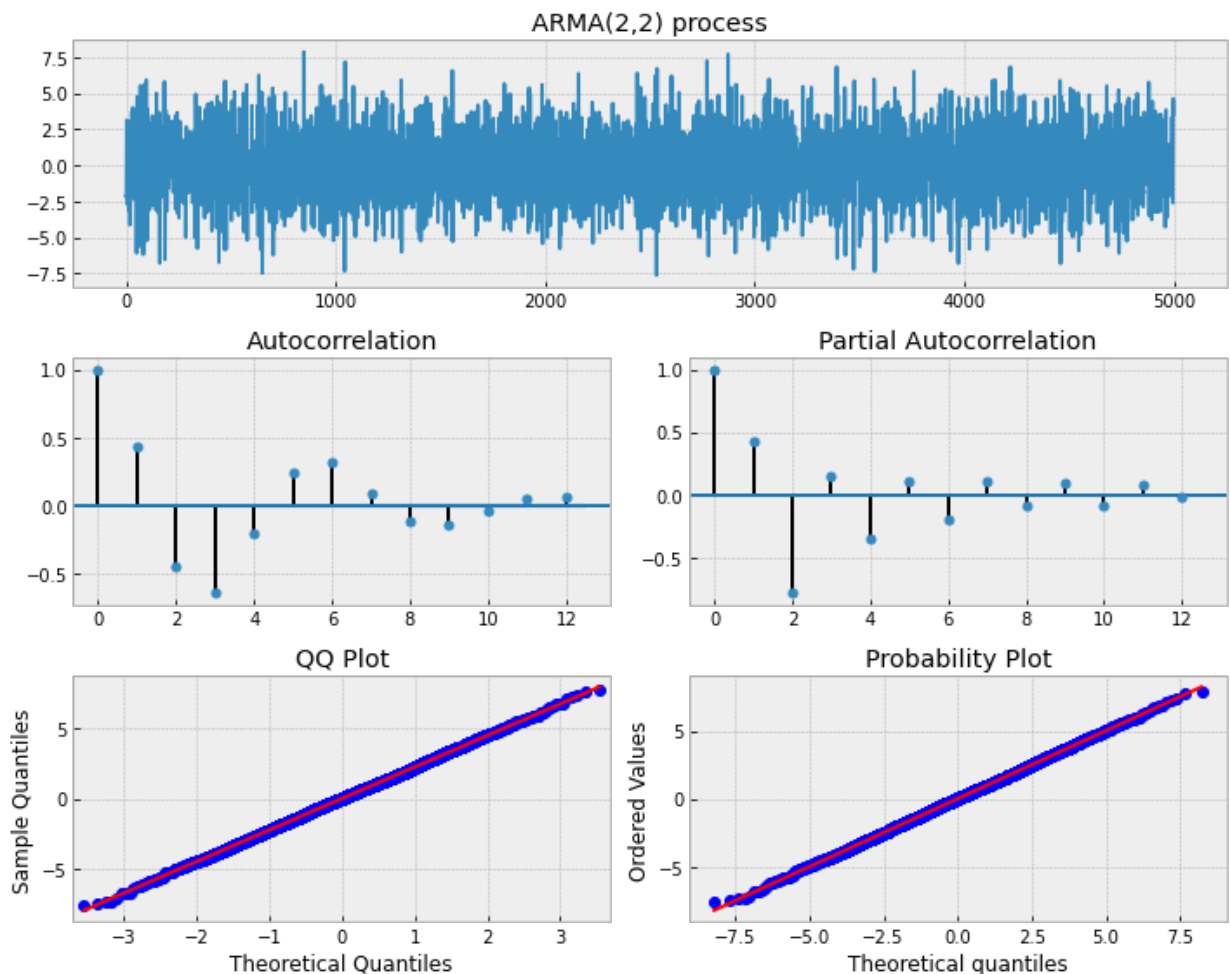 ARMA(2,2) process
7.5
5.0
2.5
0.0
−2.5
−5.0
−7.5
0 1000 2000 3000 4000 5000
Autocorrelation
1.0
0.5
0.0
−0.5
0 2 4 6 8 10 12
Partial Autocorrelation
1.0
0.5
0.0
−0.5
0 2 4 6 8 10 12
QQ Plot
Sample Quantiles
5
0
−5
−3 −2 −1 0 1 2 3
Theoretical Quantiles
Probability Plot
Ordered Values
5
0
−5
−7.5 −5.0 −2.5 0.0 2.5 5.0 7.5
Theoretical quantiles